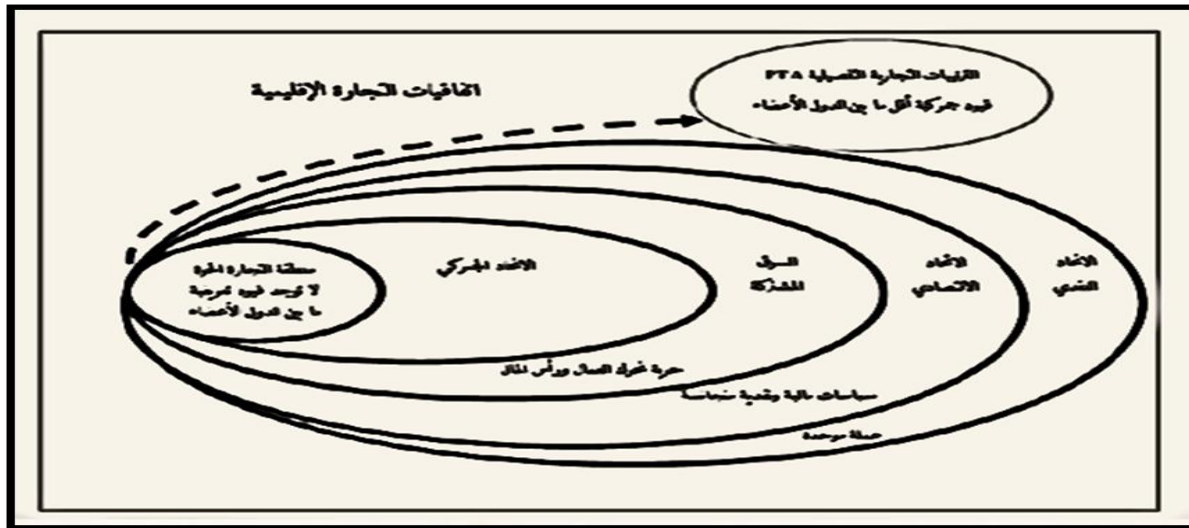 اتفاقيات التجارة الإقليمية
الترتيبات التجارية التفضيلية PTA
قيود جمركية أقل ما بين الدول الأعضاء
منطقة التجارة الحرة
لا توجد قيود
ما بين الدول الأعضاء
الاتحاد الجمركي
السوق
المشتركة
الاتحاد
الاقتصادي
الاتحاد
النقدي
حرية تحرك العمال ورأس المال
سياسات مالية ونقدية متجانسة
عملة موحدة